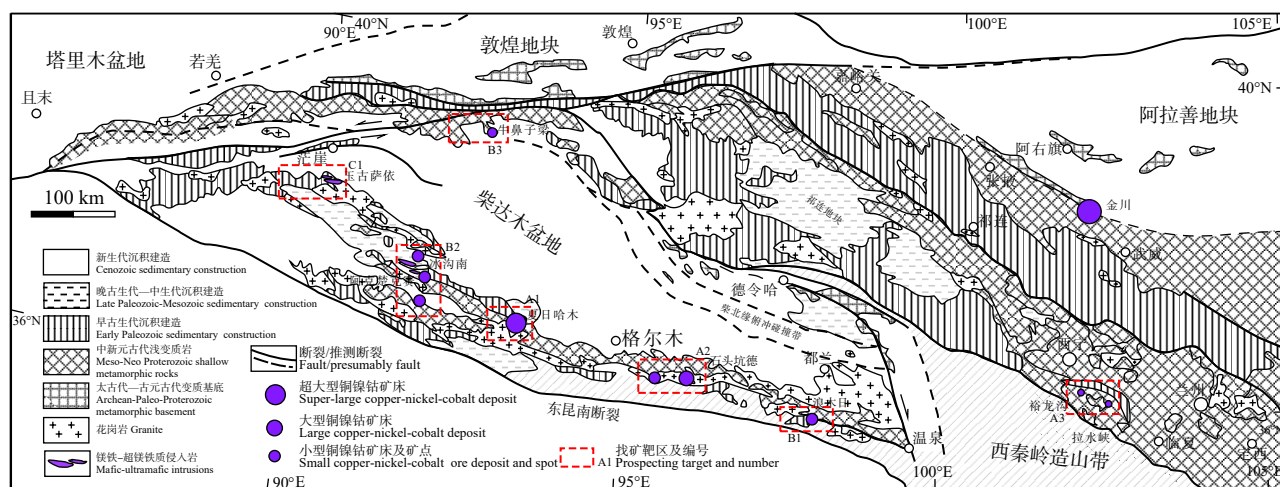 90°E
40°N
95°E
100°E
105°E
塔里木盆地
敦煌地块
敦煌
若羌
且末
嘉峪关
40°N
阿拉善地块
阿右旗
牛鼻子梁
B3
茫崖
C1
玉古萨依
张掖
金川
100 km
祁连地块
祁连
柴达木盆地
武威
B2
冰沟南
新生代沉积建造
Cenozoic sedimentary construction
德令哈
晚古生代—中生代沉积建造
Late Paleozoic-Mesozoic sedimentary construction
36°N
柴北缘俯冲碰撞带
A1
夏日哈木
早古生代沉积建造
Early Paleozoic sedimentary construction
格尔木
A2
石头坑德
都兰
西宁
中新元古代浅变质岩
Meso-Neo Proterozoic shallow
metamorphic rocks
断裂/推测断裂
Fault/presumably fault
太古代—古元古代变质基底
Archean-Paleo-Proterozoic
metamorphic basement
超大型铜镍钴矿床
Super-large copper-nickel-cobalt deposit
东昆南断裂
浪木日
B1
兰州
裕龙沟
A3
拉水峡
36°N
花岗岩 Granite
大型铜镍钴矿床
Large copper-nickel-cobalt deposit
温泉
西秦岭造山带
临夏
定西
镁铁–超镁铁质侵入岩
Mafic-ultramafic intrusions
小型铜镍钴矿床及矿点
Small copper-nickel-cobalt ore deposit and spot
A1
找矿靶区及编号
Prospecting target and number
90°E
95°E
100°E
105°E